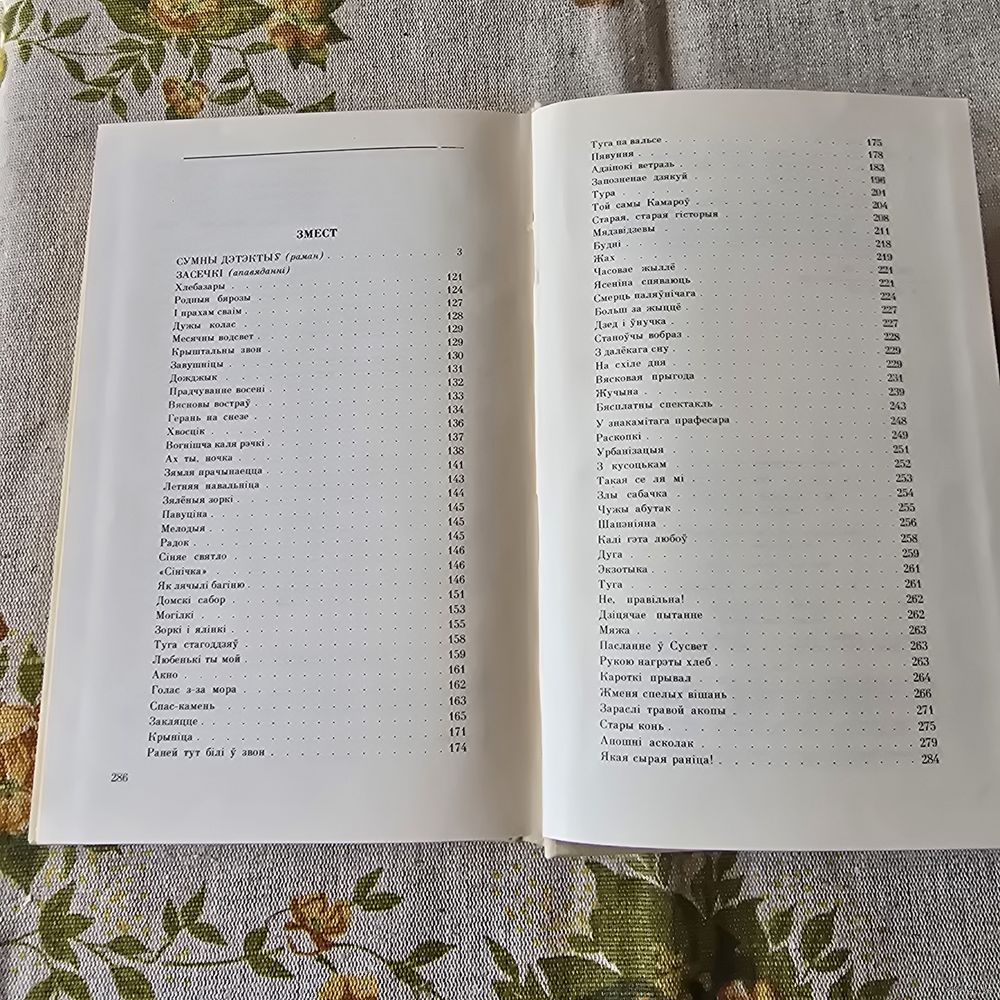 ЗМЕСТ
СУМНЫ ДЭТЭКТЫЎ (раман) 3
ЗАСЕЧКІ (апавяданні)
Хлебазары 121
Родныя бярозы 124
І прахам сваім 127
Дужы колас 128
Месячны водсвет 129
Крыштальны звон 129
Завушніцы 130
Дожджык 131
Прадчуванне восені 132
Вясновы востраў 133
Герань на снезе 134
Хвосцік 136
Вогнішча каля рэчкі 137
Ах ты, ночка 138
Зямля прачынаецца 141
Летняя навальніца 143
Зялёныя зоркі 144
Павуціна 145
Мелодыя 145
Радок 145
Сіняе святло 146
«Сінічка» 146
Як лячылі багіню 146
Домскі сабор 151
Могілкі 153
Зоркі і ялінкі 155
Туга стагоддзяў 158
Любенькі ты мой 159
Акно 161
Голас з-за мора 162
Спас-камень 163
Закляцце 165
Крыніца 171
Раней тут білі ў звон 174
286
Туга па вальсе 175
Пявуння 178
Адзінокі ветразь 183
Запозненае дзякуй 196
Тура 201
Той самы Камароў 204
Старая, старая гісторыя 208
Мядзвідзевы 211
Будні 218
Жах 219
Часовае жыллё 221
Ясеніна спяваюць 221
Смерць паляўнічага 224
Больш за жыццё 227
Дзед і ўнучка 227
Станоўчы вобраз 228
З далёкага сну 229
На схіле дня 229
Вясковая прыгода 231
Жучына 239
Бясплатны спектакль 243
У знакамітага прафесара 248
Раскопкі 249
Урбанізацыя 251
З кусоцькам 252
Такая се ля мі 253
Злы сабачка 254
Чужы абутак 255
Шапэніяна 256
Калі гэта любоў 258
Дуга 259
Экзотыка 261
Туга 261
Не, правільна! 262
Дзіцячае пытанне 262
Мяжа 263
Пасланне ў Сусвет 263
Рукою нагрэты хлеб 263
Кароткі прывал 264
Жменя спелых вішань 266
Зараслі травой акопы 271
Стары конь 275
Апошні асколак 279
Якая сырая раніца! 284